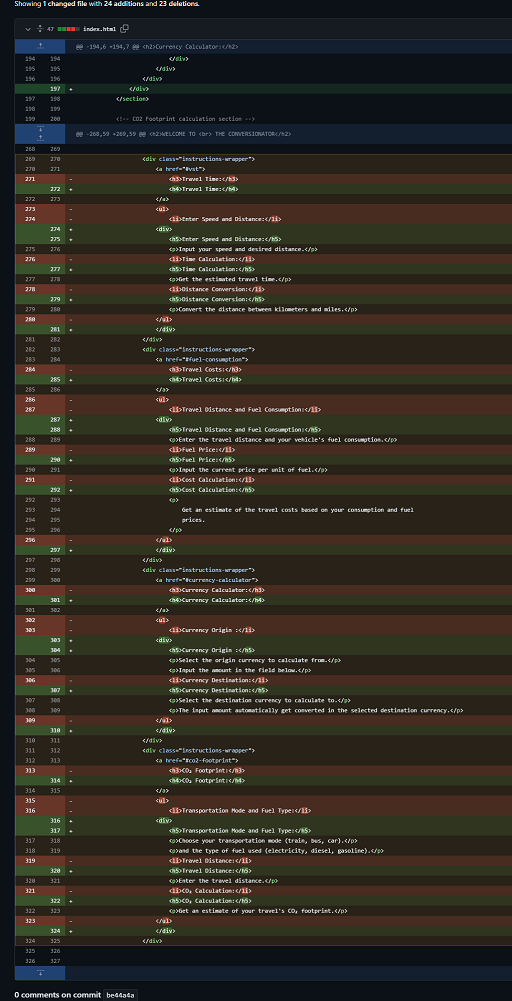 Showing 1 changed file with 24 additions and 23 deletions.
47 index.html
@@ -194,6 +194,7 @@ <h2>Currency Calculator:</h2>
194 194 </div>
195 195 </div>
196 196 </div>
197 + </div>
197 198 </section>
198 199
199 200 <!-- CO2 Footprint calculation section -->
@@ -268,59 +269,59 @@ <h2>WELCOME TO <br> THE CONVERSIONATOR</h2>
268 269
269 270 <div class="instructions-wrapper">
270 271 <a href="#vst">
271 - <h3>Travel Time:</h3>
272 + <h4>Travel Time:</h4>
272 273 </a>
273 - <ul>
274 - <li>Enter Speed and Distance:</li>
274 + <div>
275 + <h5>Enter Speed and Distance:</h5>
275 276 <p>Input your speed and desired distance.</p>
276 - <li>Time Calculation:</li>
277 + <h5>Time Calculation:</h5>
277 278 <p>Get the estimated travel time.</p>
278 - <li>Distance Conversion:</li>
279 + <h5>Distance Conversion:</h5>
279 280 <p>Convert the distance between kilometers and miles.</p>
280 - </ul>
281 + </div>
281 282 </div>
282 283 <div class="instructions-wrapper">
283 284 <a href="#fuel-consumption">
284 - <h3>Travel Costs:</h3>
285 + <h4>Travel Costs:</h4>
285 286 </a>
286 - <ul>
287 - <li>Travel Distance and Fuel Consumption:</li>
287 + <div>
288 + <h5>Travel Distance and Fuel Consumption:</h5>
288 289 <p>Enter the travel distance and your vehicle's fuel consumption.</p>
289 - <li>Fuel Price:</li>
290 + <h5>Fuel Price:</h5>
290 291 <p>Input the current price per unit of fuel.</p>
291 - <li>Cost Calculation:</li>
292 + <h5>Cost Calculation:</h5>
292 293 <p>
293 294 Get an estimate of the travel costs based on your consumption and fuel
294 295 prices.
295 296 </p>
296 - </ul>
297 + </div>
297 298 </div>
298 299 <div class="instructions-wrapper">
299 300 <a href="#currency-calculator">
300 - <h3>Currency Calculator:</h3>
301 + <h4>Currency Calculator:</h4>
301 302 </a>
302 - <ul>
303 - <li>Currency Origin :</li>
303 + <div>
304 + <h5>Currency Origin :</h5>
304 305 <p>Select the origin currency to calculate from.</p>
305 306 <p>Input the amount in the field below.</p>
306 - <li>Currency Destination:</li>
307 + <h5>Currency Destination:</h5>
307 308 <p>Select the destination currency to calculate to.</p>
308 309 <p>The input amount automatically get converted in the selected destination currency.</p>
309 - </ul>
310 + </div>
310 311 </div>
311 312 <div class="instructions-wrapper">
312 313 <a href="#co2-footprint">
313 - <h3>CO₂ Footprint:</h3>
314 + <h4>CO₂ Footprint:</h4>
314 315 </a>
315 - <ul>
316 - <li>Transportation Mode and Fuel Type:</li>
316 + <div>
317 + <h5>Transportation Mode and Fuel Type:</h5>
317 318 <p>Choose your transportation mode (train, bus, car).</p>
318 319 <p>and the type of fuel used (electricity, diesel, gasoline).</p>
319 - <li>Travel Distance:</li>
320 + <h5>Travel Distance:</h5>
320 321 <p>Enter the travel distance.</p>
321 - <li>CO₂ Calculation:</li>
322 + <h5>CO₂ Calculation:</h5>
322 323 <p>Get an estimate of your travel's CO₂ footprint.</p>
323 - </ul>
324 + </div>
324 325 </div>
325 326
326 327
0 comments on commit be44a4a